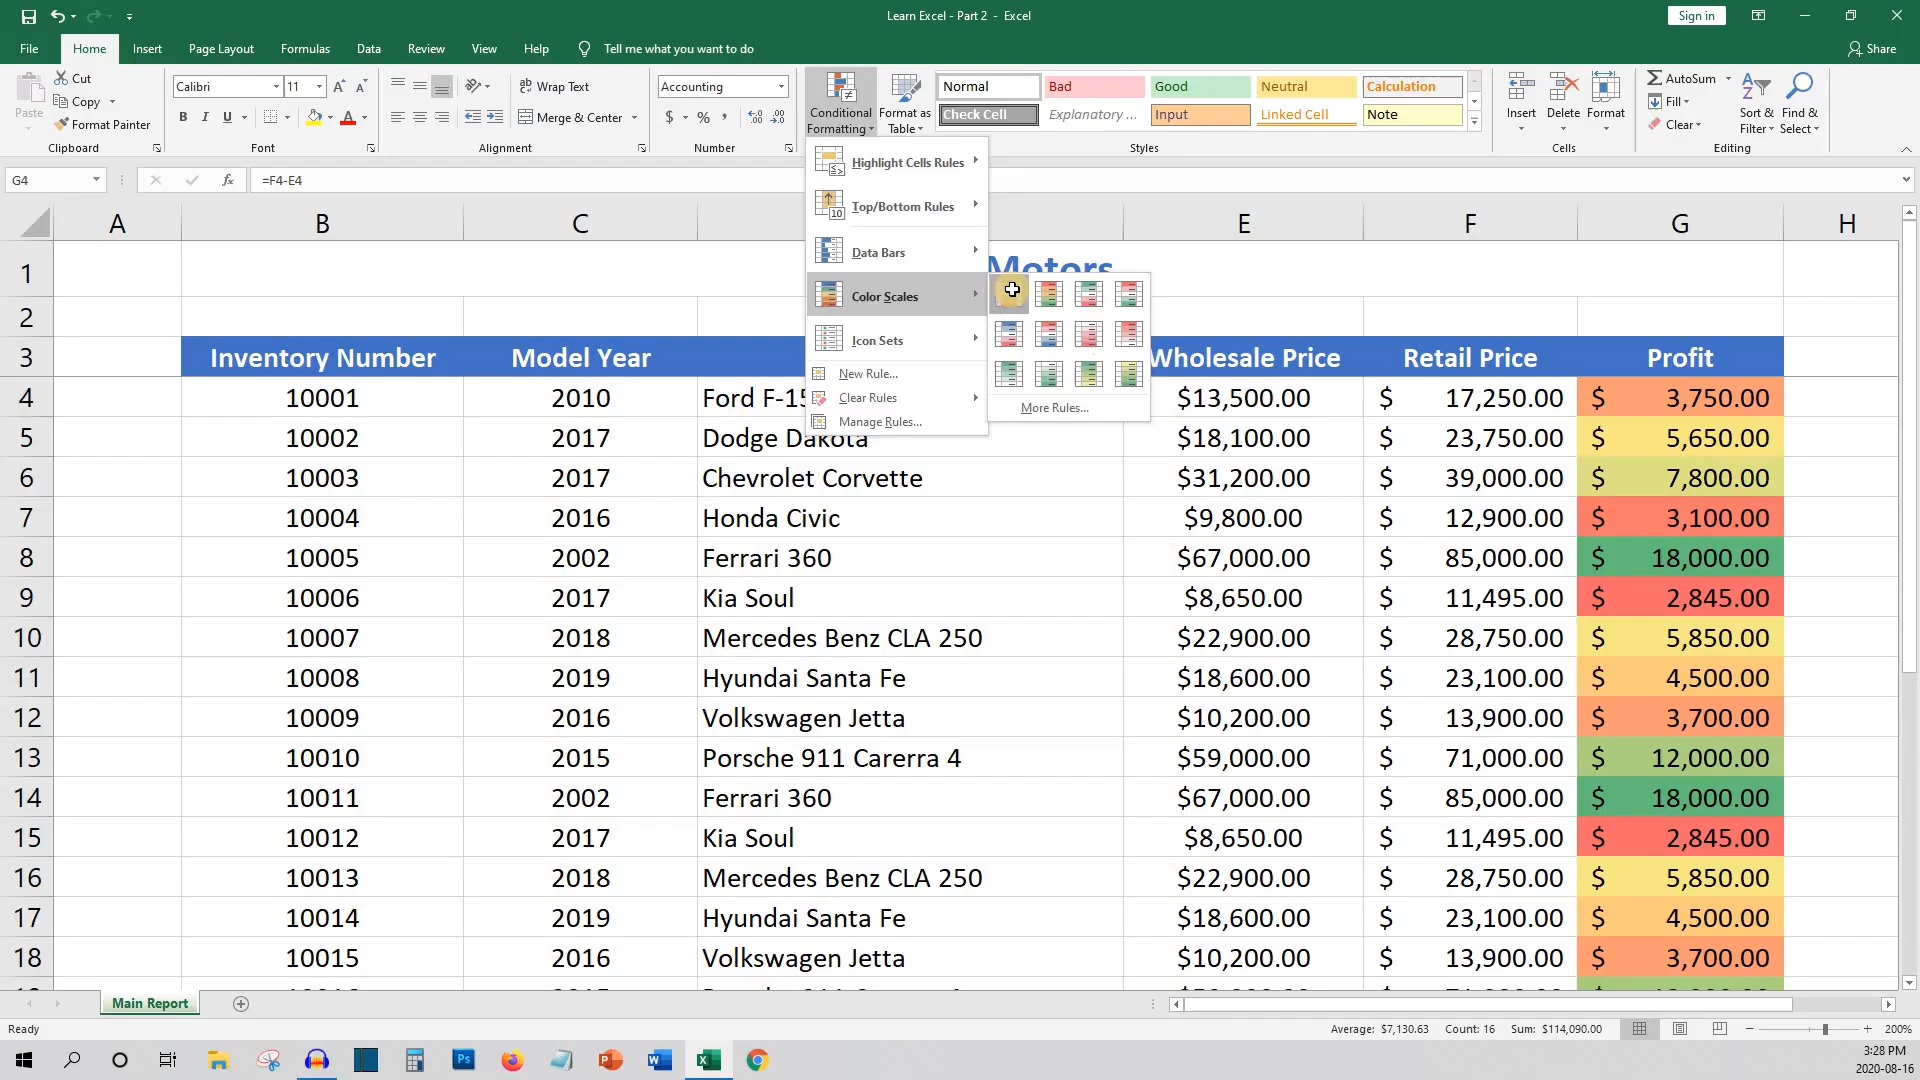 Learn Excel - Part 2 - Excel
Sign in
File Home Insert Page Layout Formulas Data Review View Help Tell me what you want to do Share
Paste
Cut
Copy
Format Painter
Clipboard
Calibri 11
B I U
Font
Wrap Text
Merge & Center
Alignment
Accounting
$ % ,
Number
Conditional Formatting
Format as Table
Normal Bad Good Neutral Calculation
Check Cell Explanatory ... Input Linked Cell Note
Styles
Insert Delete Format
Cells
AutoSum
Fill
Clear
Sort & Filter
Find & Select
Editing
G4 fx =F4-E4
Highlight Cells Rules
Top/Bottom Rules
Data Bars
Color Scales
Icon Sets
New Rule...
Clear Rules
Manage Rules...
More Rules...
A B C E F G H
1 Motors
2
3 Inventory Number Model Year Wholesale Price Retail Price Profit
4 10001 2010 Ford F-15 $13,500.00 $ 17,250.00 $ 3,750.00
5 10002 2017 Dodge Dakota $18,100.00 $ 23,750.00 $ 5,650.00
6 10003 2017 Chevrolet Corvette $31,200.00 $ 39,000.00 $ 7,800.00
7 10004 2016 Honda Civic $9,800.00 $ 12,900.00 $ 3,100.00
8 10005 2002 Ferrari 360 $67,000.00 $ 85,000.00 $ 18,000.00
9 10006 2017 Kia Soul $8,650.00 $ 11,495.00 $ 2,845.00
10 10007 2018 Mercedes Benz CLA 250 $22,900.00 $ 28,750.00 $ 5,850.00
11 10008 2019 Hyundai Santa Fe $18,600.00 $ 23,100.00 $ 4,500.00
12 10009 2016 Volkswagen Jetta $10,200.00 $ 13,900.00 $ 3,700.00
13 10010 2015 Porsche 911 Carerra 4 $59,000.00 $ 71,000.00 $ 12,000.00
14 10011 2002 Ferrari 360 $67,000.00 $ 85,000.00 $ 18,000.00
15 10012 2017 Kia Soul $8,650.00 $ 11,495.00 $ 2,845.00
16 10013 2018 Mercedes Benz CLA 250 $22,900.00 $ 28,750.00 $ 5,850.00
17 10014 2019 Hyundai Santa Fe $18,600.00 $ 23,100.00 $ 4,500.00
18 10015 2016 Volkswagen Jetta $10,200.00 $ 13,900.00 $ 3,700.00
Main Report
Ready Average: $7,130.63 Count: 16 Sum: $114,090.00 200%
3:28 PM
2020-08-16